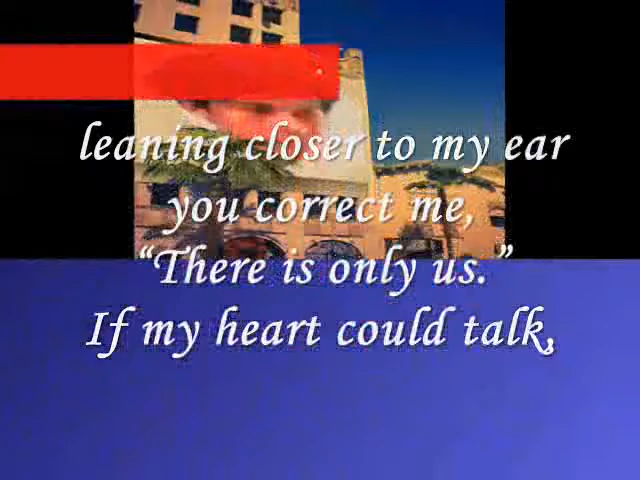 leaning closer to my ear
you correct me,
“There is only us.”
If my heart could talk,